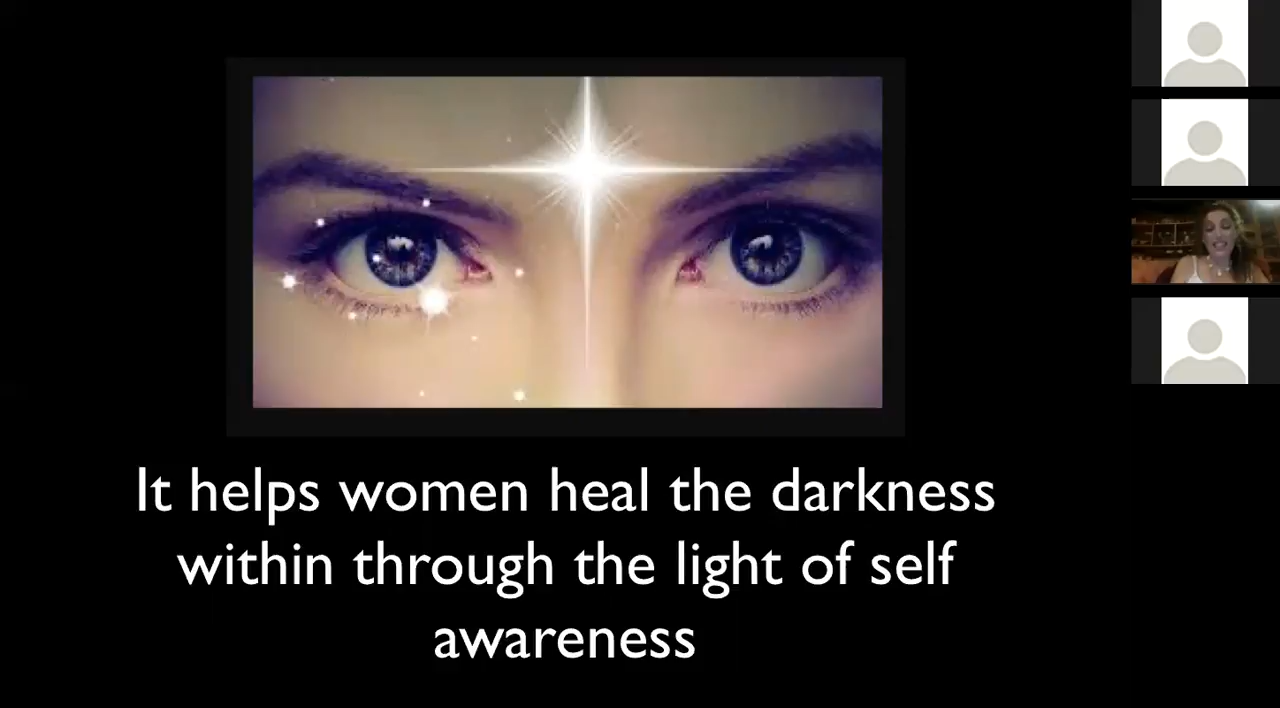 It helps women heal the darkness
within through the light of self
awareness